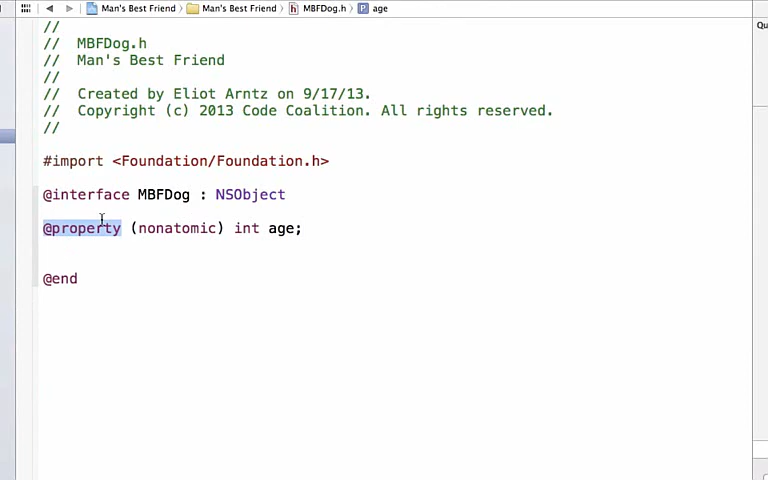 Man's Best Friend Man's Best Friend MBFDog.h P age
Qu
//
// MBFDog.h
// Man's Best Friend
//
// Created by Eliot Arntz on 9/17/13.
// Copyright (c) 2013 Code Coalition. All rights reserved.
//
#import <Foundation/Foundation.h>
@interface MBFDog : NSObject
@property (nonatomic) int age;
@end